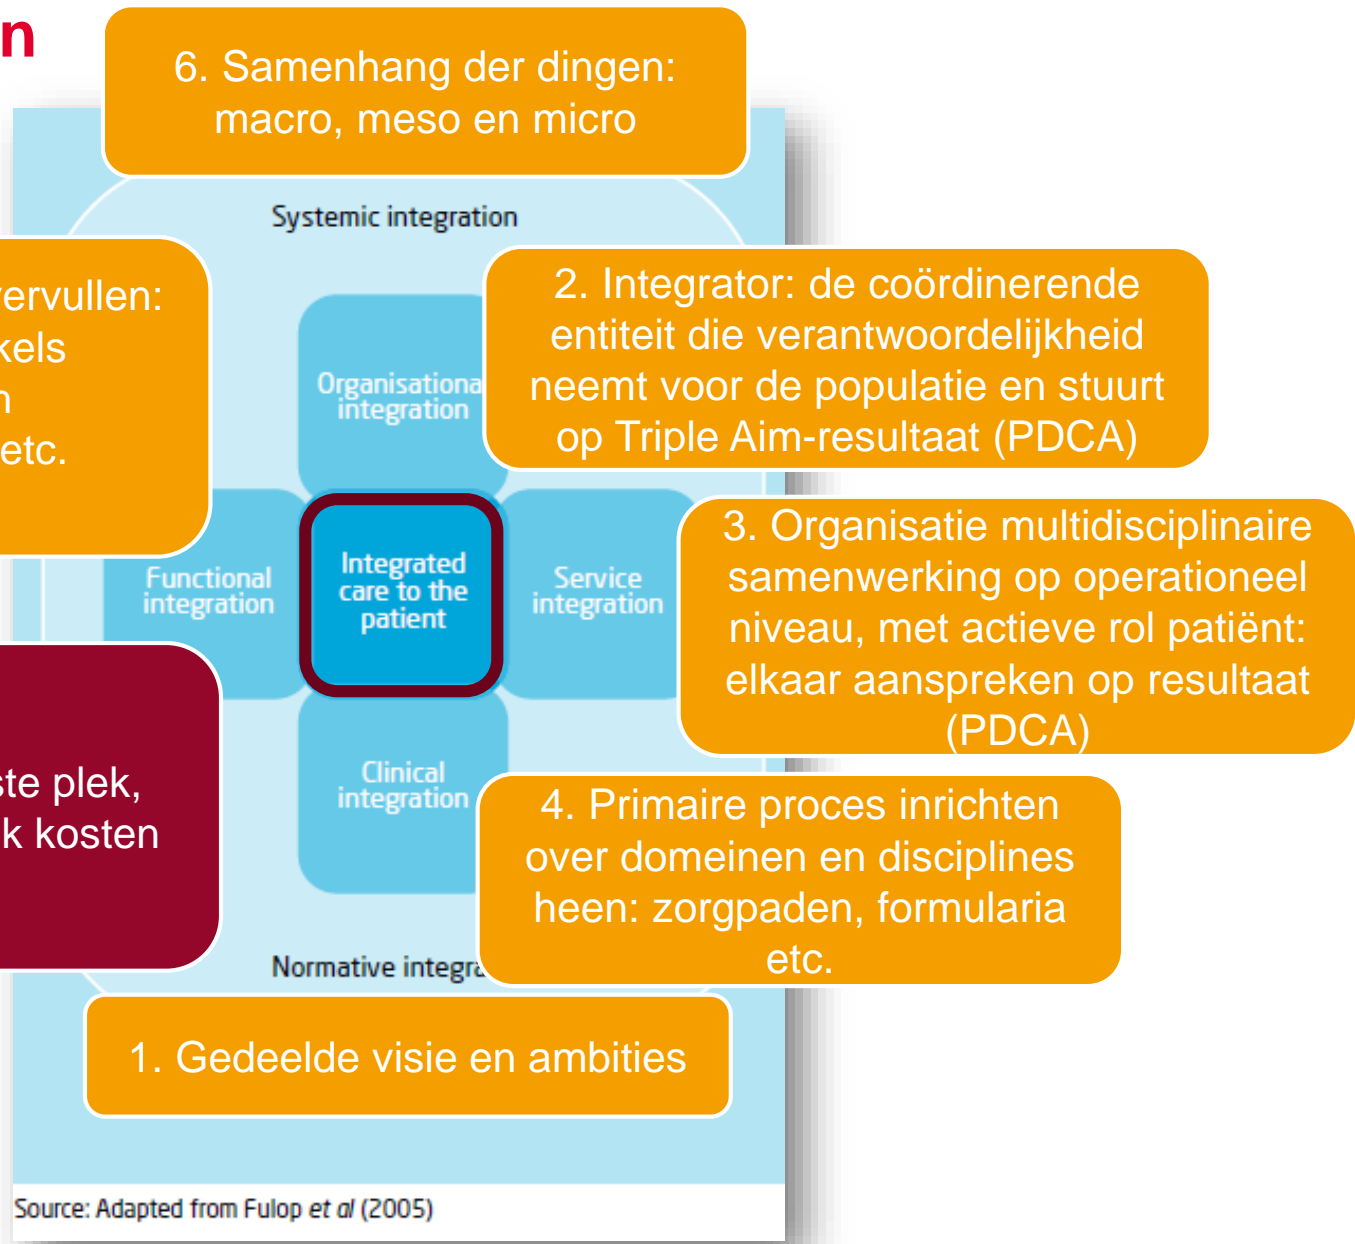 n
6. Samenhang der dingen:
macro, meso en micro
Systemic integration
vervullen:
kels
n
etc.
2. Integrator: de coördinerende
entiteit die verantwoordelijkheid
neemt voor de populatie en stuurt
op Triple Aim-resultaat (PDCA)
Organisationa
integration
3. Organisatie multidisciplinaire
samenwerking op operationeel
niveau, met actieve rol patiënt:
elkaar aanspreken op resultaat
(PDCA)
Functional
integration
Integrated
care to the
patient
Service
integration
ste plek,
k kosten
Clinical
integration
4. Primaire proces inrichten
over domeinen en disciplines
heen: zorgpaden, formularia
etc.
Normative integra
1. Gedeelde visie en ambities
Source: Adapted from Fulop et al (2005)